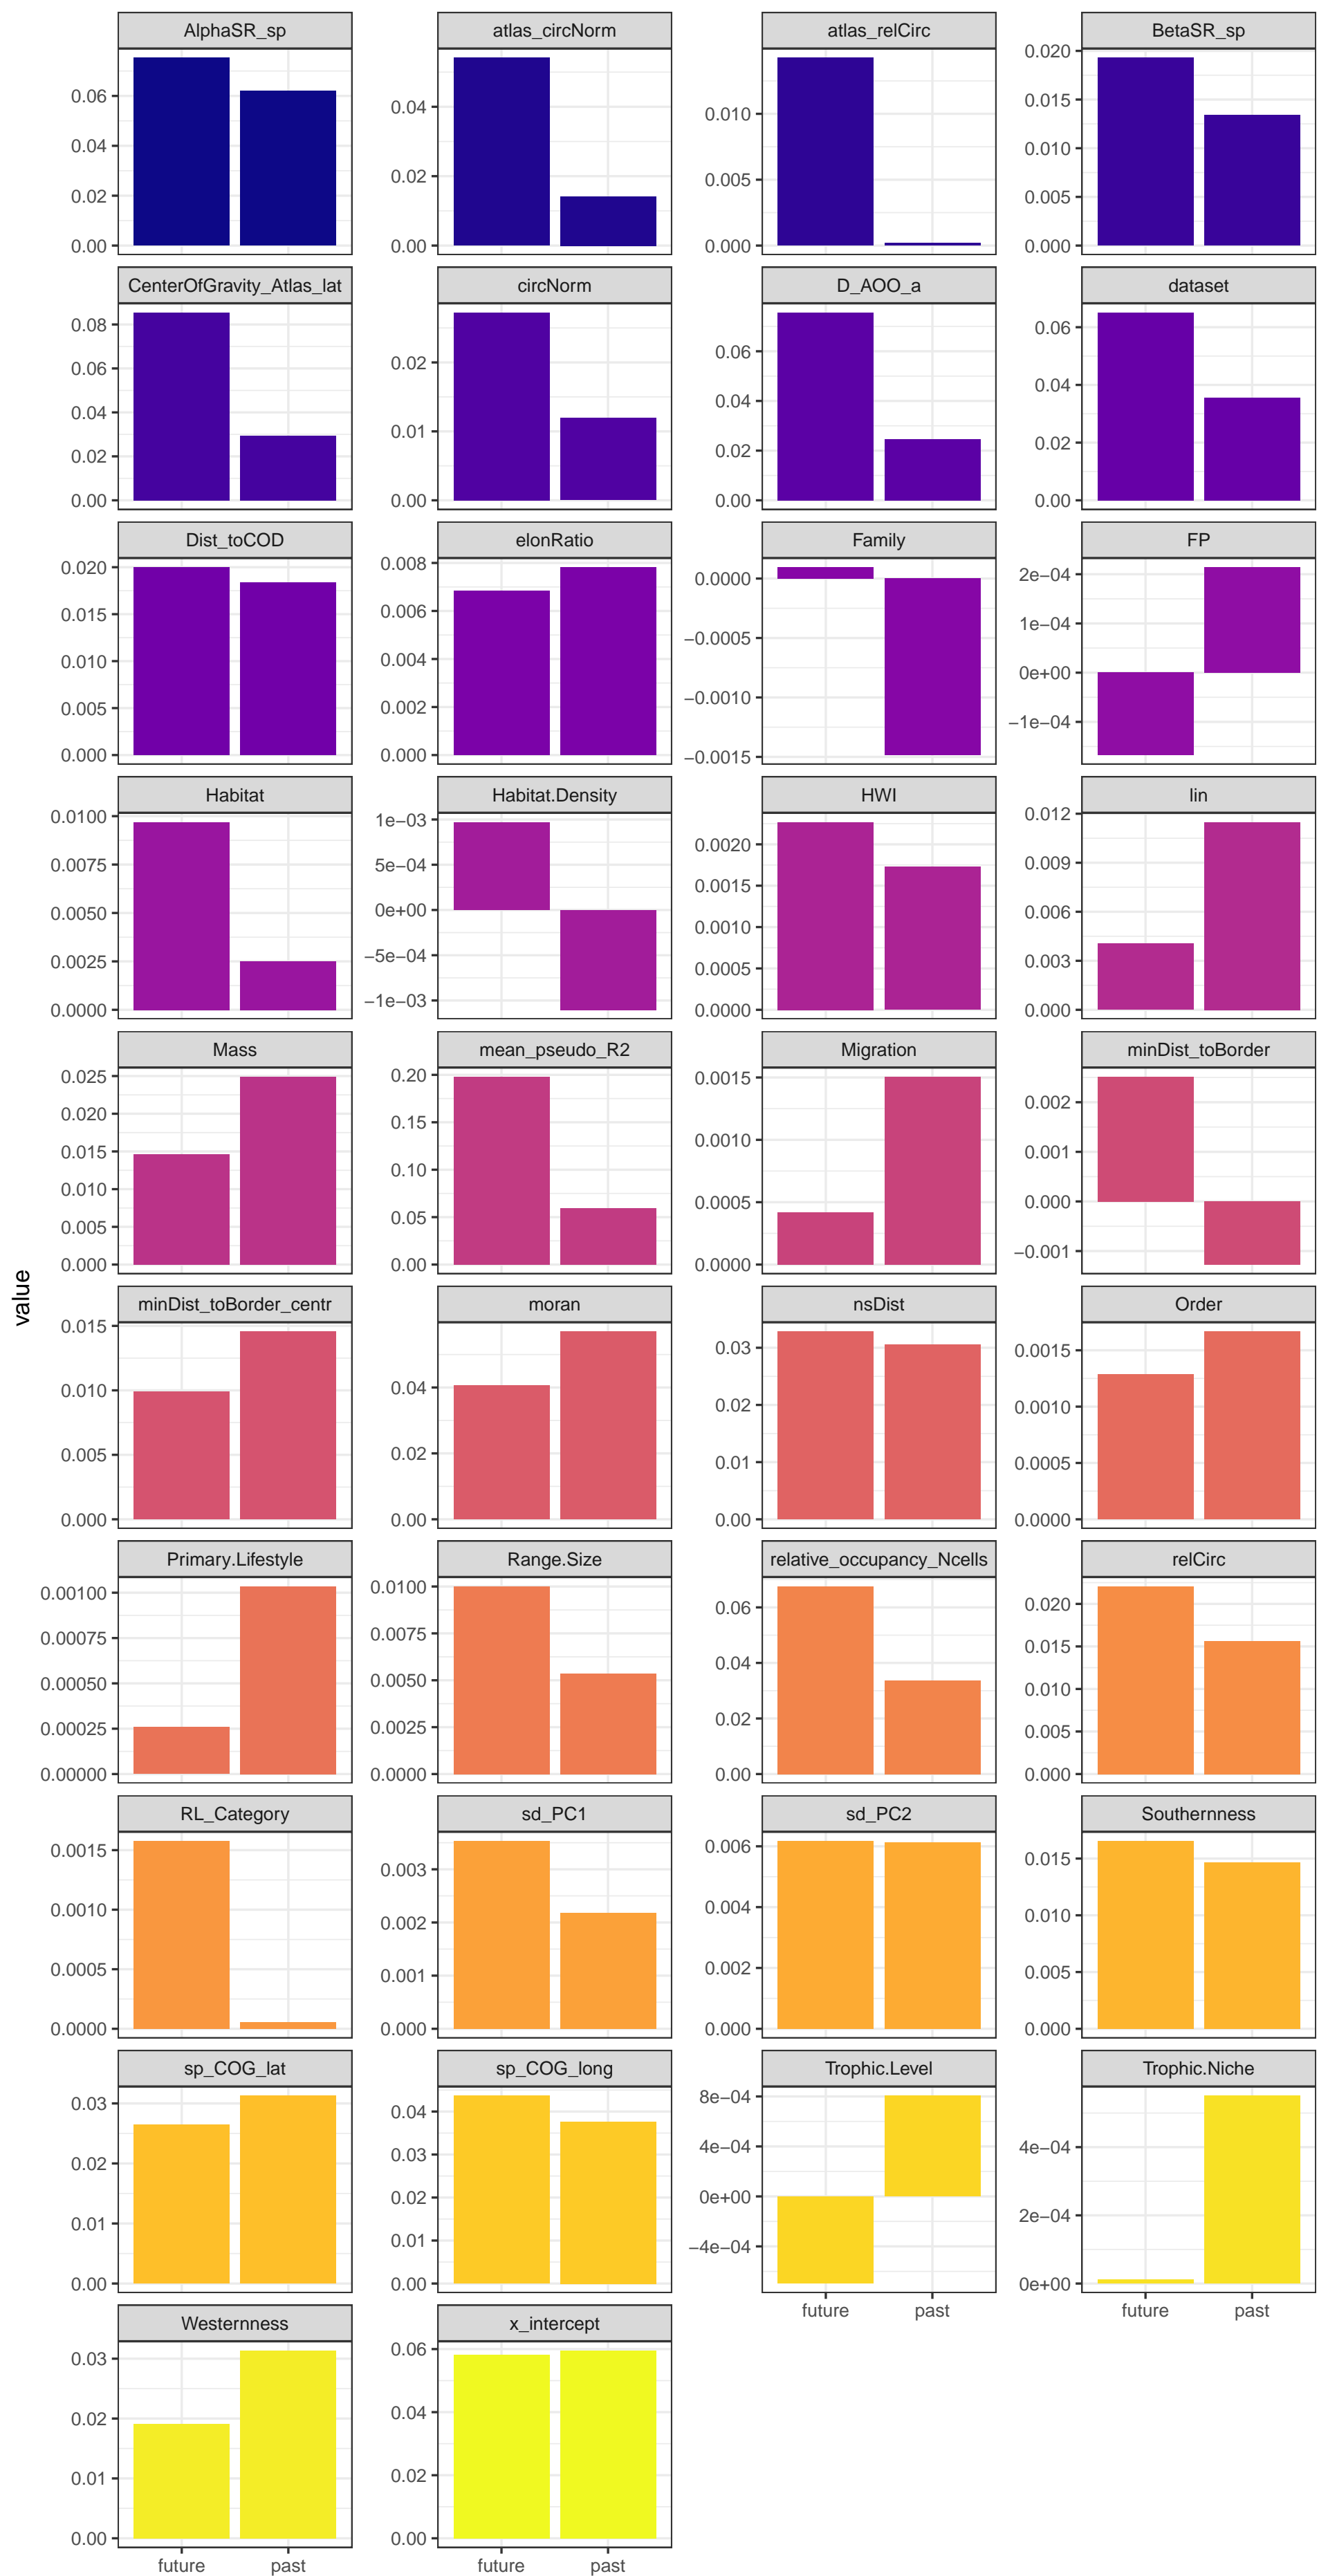 value
AlphaSR_sp
0.06
0.04
0.02
0.00
atlas_circNorm
0.04
0.02
0.00
atlas_relCirc
0.010
0.005
0.000
BetaSR_sp
0.020
0.015
0.010
0.005
0.000
CenterOfGravity_Atlas_lat
0.08
0.06
0.04
0.02
0.00
circNorm
0.02
0.01
0.00
D_AOO_a
0.06
0.04
0.02
0.00
dataset
0.06
0.04
0.02
0.00
Dist_toCOD
0.020
0.015
0.010
0.005
0.000
elonRatio
0.008
0.006
0.004
0.002
0.000
Family
0.0000
−0.0005
−0.0010
−0.0015
FP
2e−04
1e−04
0e+00
−1e−04
Habitat
0.0100
0.0075
0.0050
0.0025
0.0000
Habitat.Density
1e−03
5e−04
0e+00
−5e−04
−1e−03
HWI
0.0020
0.0015
0.0010
0.0005
0.0000
lin
0.012
0.009
0.006
0.003
0.000
Mass
0.025
0.020
0.015
0.010
0.005
0.000
mean_pseudo_R2
0.20
0.15
0.10
0.05
0.00
Migration
0.0015
0.0010
0.0005
0.0000
minDist_toBorder
0.002
0.001
0.000
−0.001
minDist_toBorder_centr
0.015
0.010
0.005
0.000
moran
0.04
0.02
0.00
nsDist
0.03
0.02
0.01
0.00
Order
0.0015
0.0010
0.0005
0.0000
Primary.Lifestyle
0.00100
0.00075
0.00050
0.00025
0.00000
Range.Size
0.0100
0.0075
0.0050
0.0025
0.0000
relative_occupancy_Ncells
0.06
0.04
0.02
0.00
relCirc
0.020
0.015
0.010
0.005
0.000
RL_Category
0.0015
0.0010
0.0005
0.0000
sd_PC1
0.003
0.002
0.001
0.000
sd_PC2
0.006
0.004
0.002
0.000
Southernness
0.015
0.010
0.005
0.000
sp_COG_lat
0.03
0.02
0.01
0.00
sp_COG_long
0.04
0.03
0.02
0.01
0.00
Trophic.Level
8e−04
4e−04
0e+00
−4e−04
future past
Trophic.Niche
4e−04
2e−04
0e+00
future past
Westernness
0.03
0.02
0.01
0.00
future past
x_intercept
0.06
0.04
0.02
0.00
future past